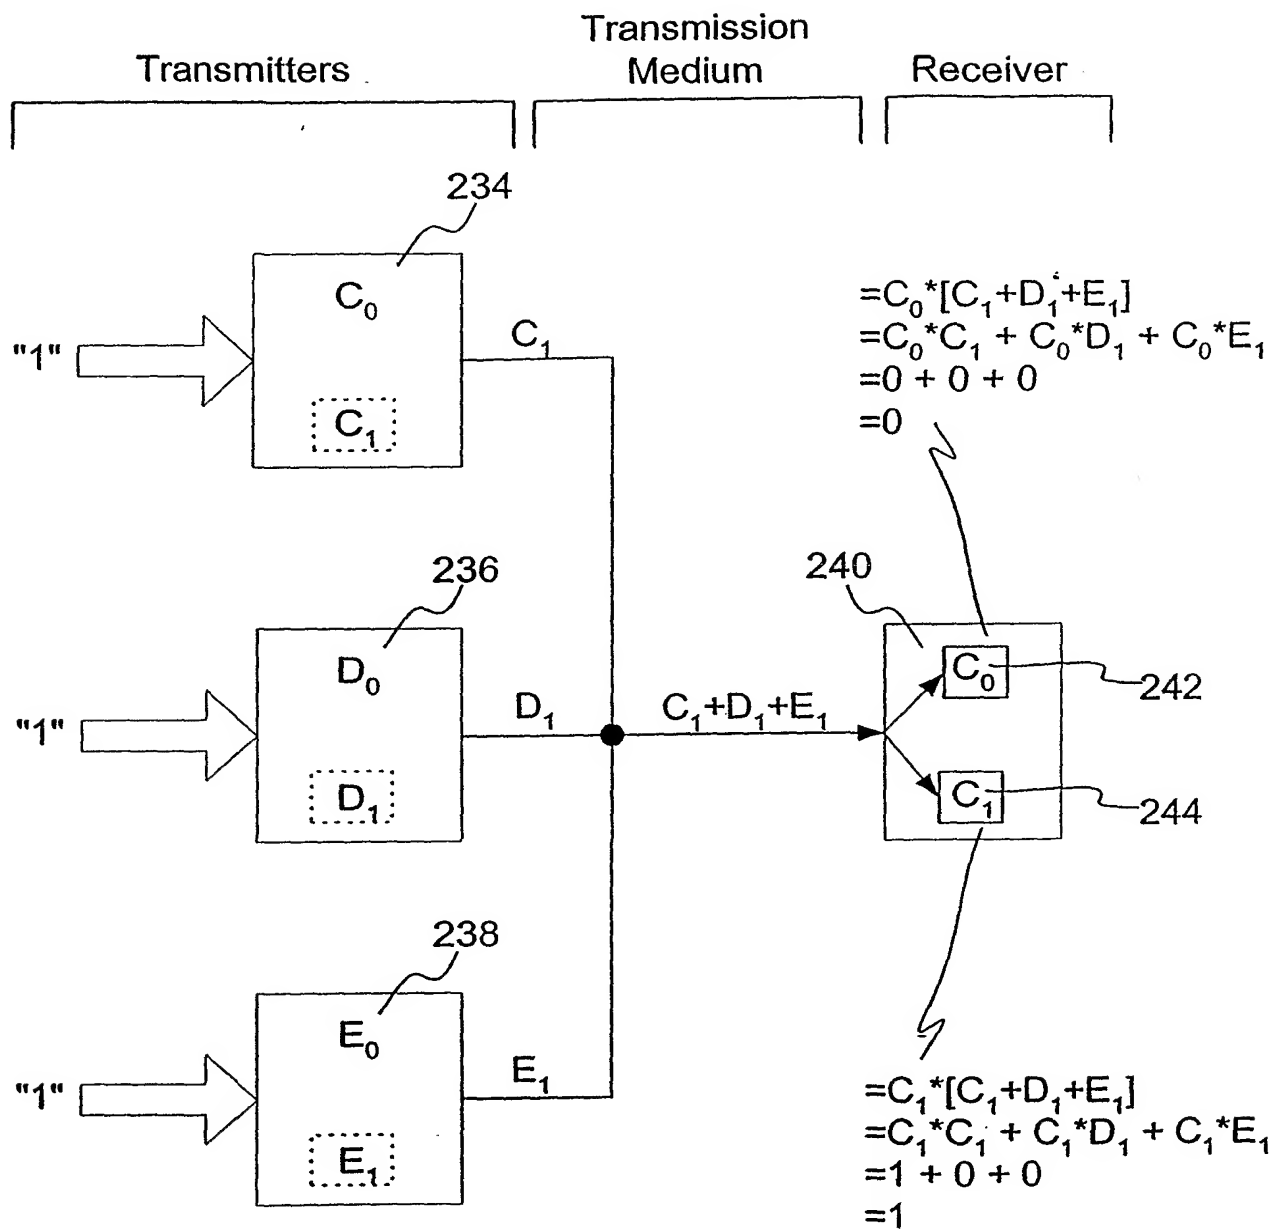 Transmitters
Transmission
Medium
Receiver
234
"1"
C₀
C₁
C₁
=C₀*[C₁+D₁+E₁]
=C₀*C₁ + C₀*D₁ + C₀*E₁
=0 + 0 + 0
=0
236
"1"
D₀
D₁
D₁
C₁+D₁+E₁
240
C₀
242
C₁
244
238
"1"
E₀
E₁
E₁
=C₁*[C₁+D₁+E₁]
=C₁*C₁ + C₁*D₁ + C₁*E₁
=1 + 0 + 0
=1